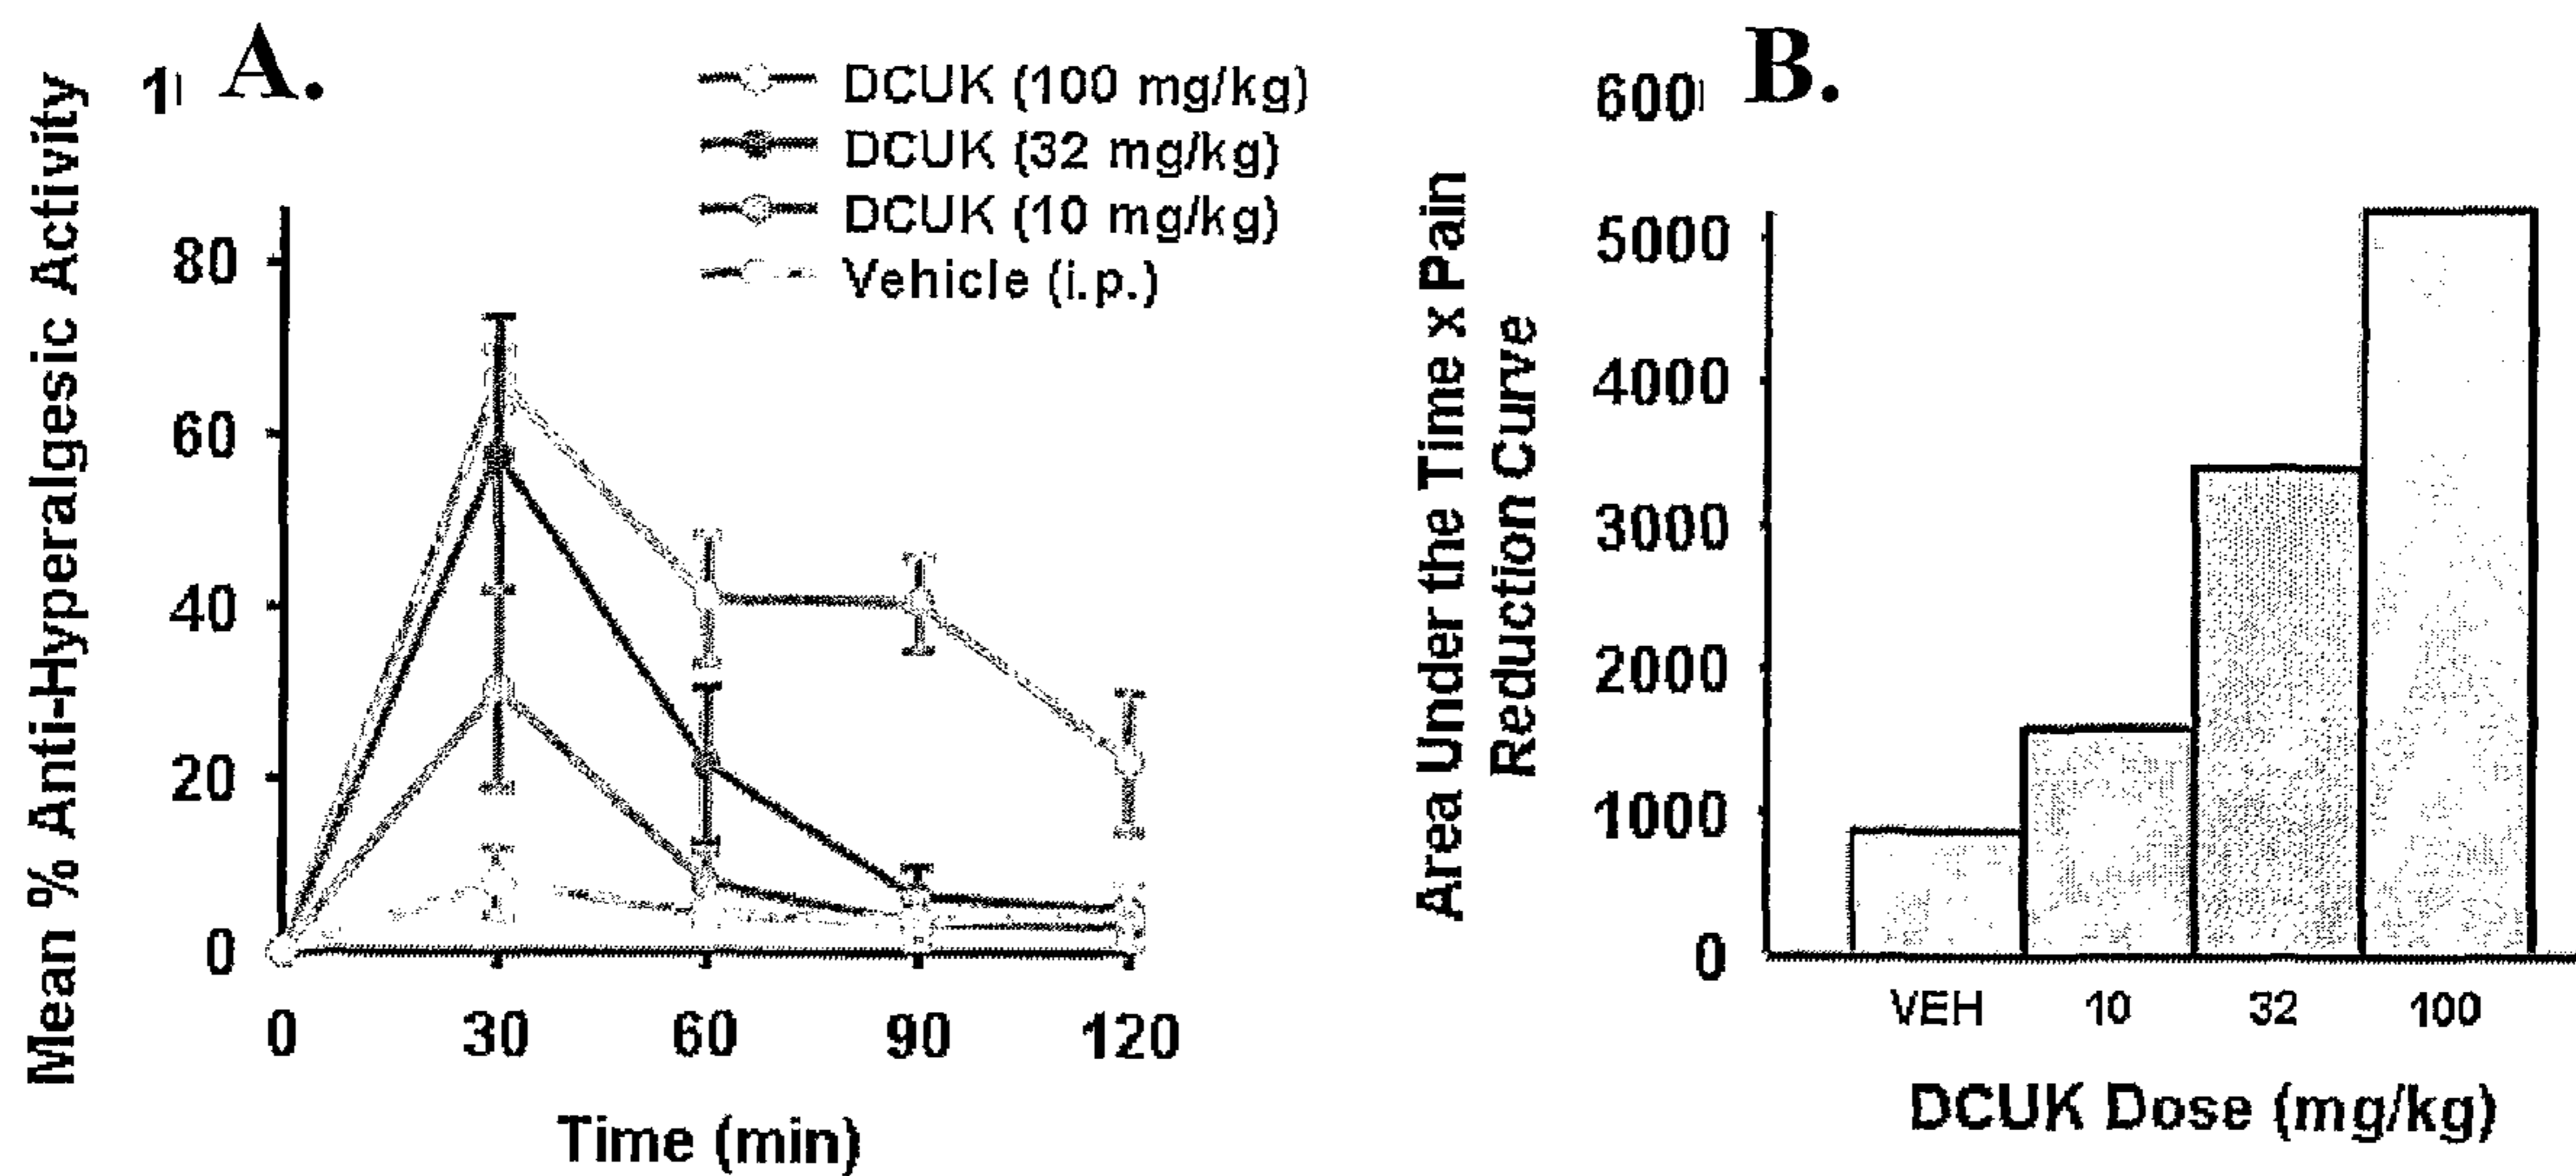 A.
Mean % Anti-Hyperalgesic Activity
1
80
60
40
20
0
0 30 60 90 120
Time (min)
DCUK (100 mg/kg)
DCUK (32 mg/kg)
DCUK (10 mg/kg)
Vehicle (i.p.)
B.
Area Under the Time x Pain
Reduction Curve
600
5000
4000
3000
2000
1000
0
VEH 10 32 100
DCUK Dose (mg/kg)